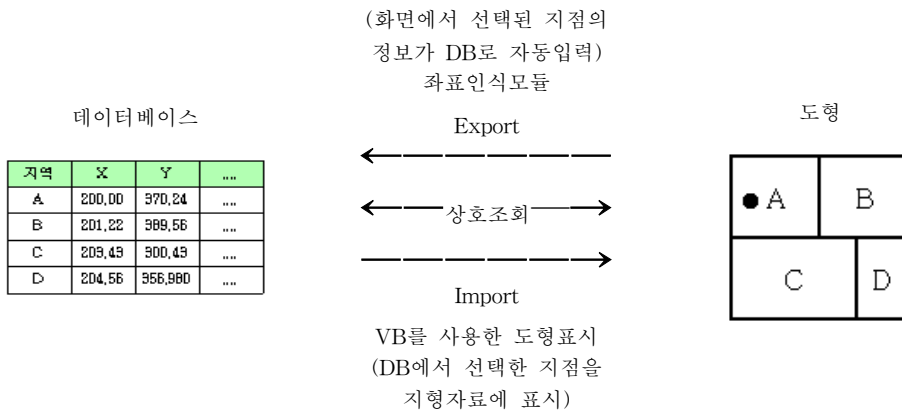 (화면에서 선택된 지점의
정보가 DB로 자동입력)
좌표인식모듈
데이터베이스
Export
도형
지역 X Y ....
A 200,00 370,24 ....
B 201,22 389,56 ....
C 203,43 300,43 ....
D 204,56 356,980 ....
상호조회
A B
C D
Import
VB를 사용한 도형표시
(DB에서 선택한 지점을
지형자료에 표시)